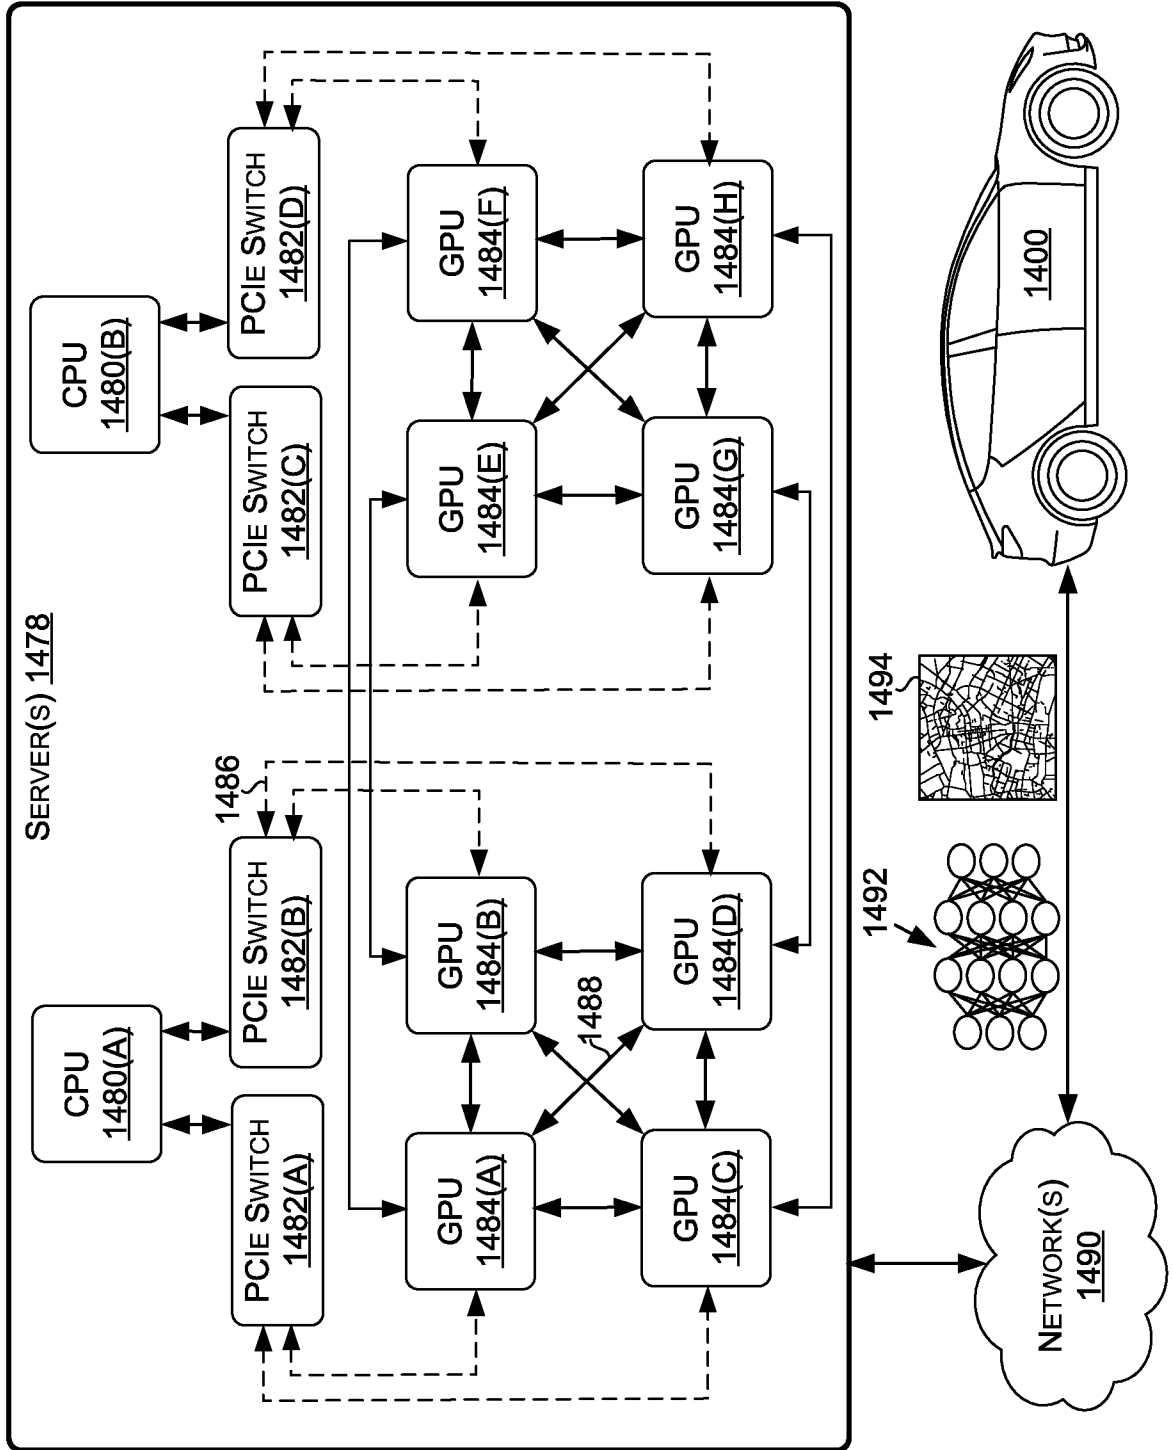 SERVER(S) 1478
CPU
1480(A)
CPU
1480(B)
PCIE SWITCH
1482(A)
PCIE SWITCH
1482(B)
PCIE SWITCH
1482(C)
PCIE SWITCH
1482(D)
1486
GPU
1484(A)
GPU
1484(B)
GPU
1484(E)
GPU
1484(F)
1488
GPU
1484(C)
GPU
1484(D)
GPU
1484(G)
GPU
1484(H)
NETWORK(S)
1490
1492
1494
1400